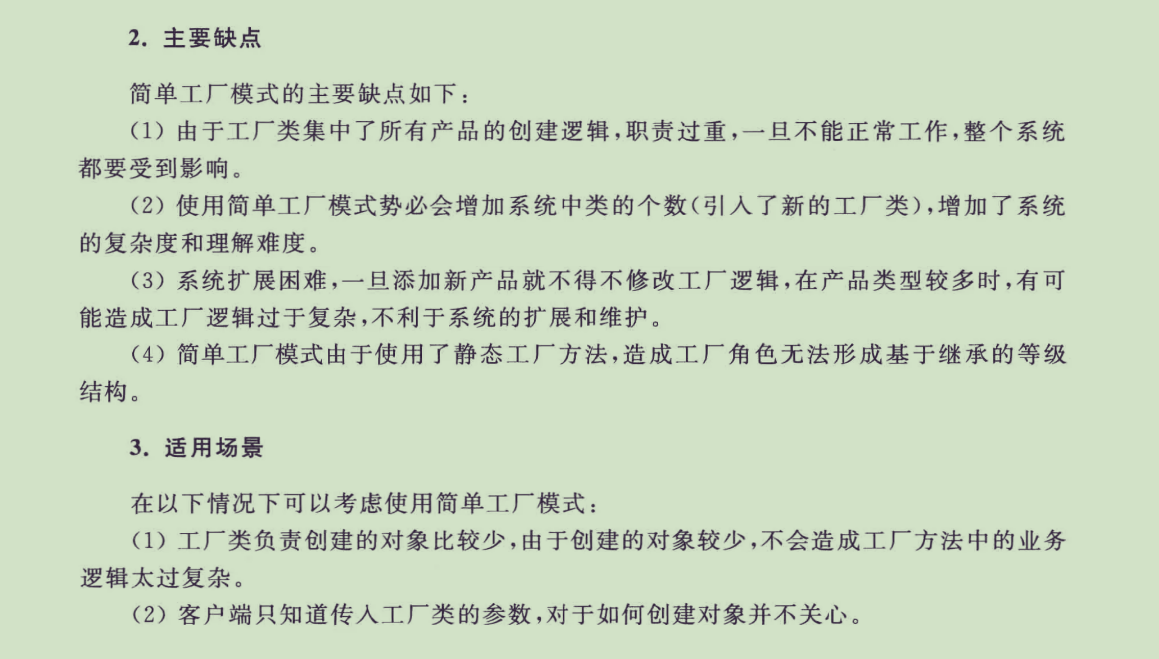 2. 主要缺点
简单工厂模式的主要缺点如下：
（1）由于工厂类集中了所有产品的创建逻辑，职责过重，一旦不能正常工作，整个系统
都要受到影响。
（2）使用简单工厂模式势必会增加系统中类的个数（引入了新的工厂类），增加了系统
的复杂度和理解难度。
（3）系统扩展困难，一旦添加新产品就不得不修改工厂逻辑，在产品类型较多时，有可
能造成工厂逻辑过于复杂，不利于系统的扩展和维护。
（4）简单工厂模式由于使用了静态工厂方法，造成工厂角色无法形成基于继承的等级
结构。
3. 适用场景
在以下情况下可以考虑使用简单工厂模式：
（1）工厂类负责创建的对象比较少，由于创建的对象较少，不会造成工厂方法中的业务
逻辑太过复杂。
（2）客户端只知道传入工厂类的参数，对于如何创建对象并不关心。